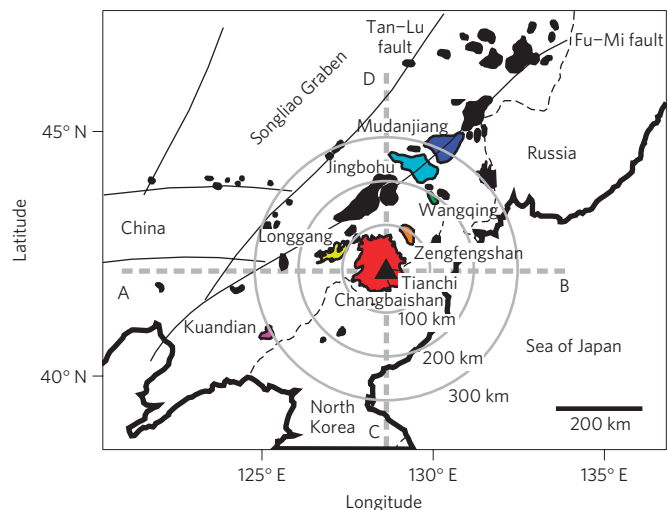 Tan–Lu
fault
Fu–Mi fault
D
Songliao Graben
45° N
Mudanjiang
Jingbohu
Russia
Wangqing
China
Longgang
Zengfengshan
A
Tianchi
B
Changbaishan
100 km
Kuandian
200 km
Sea of Japan
40° N
300 km
North
Korea
C
200 km
125° E
130° E
135° E
Longitude
Latitude